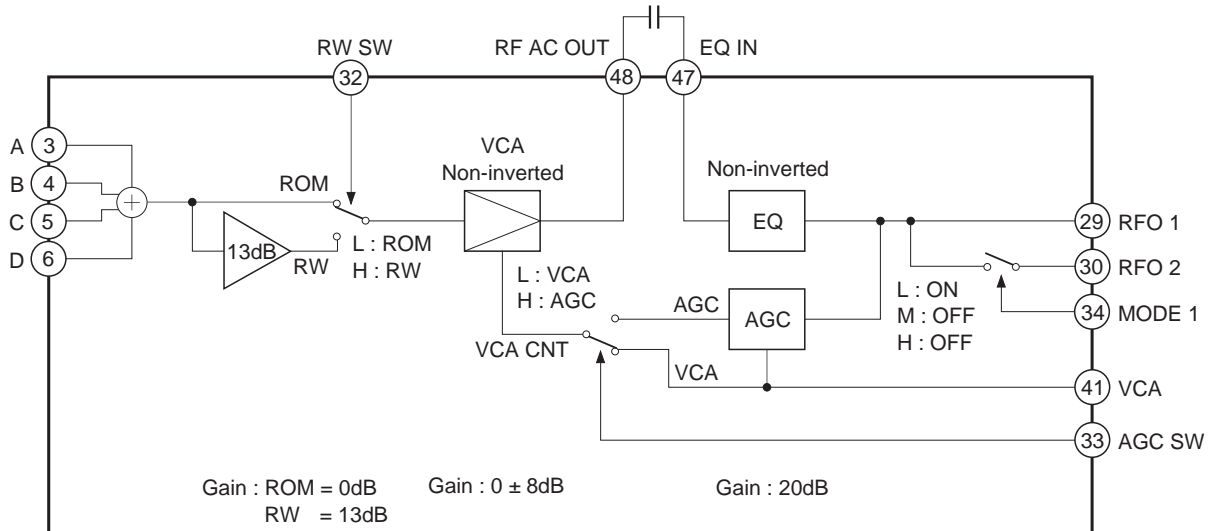 RW SW
RF AC OUT
EQ IN
32
48
47
A
3
B
4
C
5
D
6
ROM
13dB
RW
L : ROM
H : RW
VCA
Non-inverted
L : VCA
H : AGC
VCA CNT
AGC
VCA
Non-inverted
EQ
AGC
L : ON
M : OFF
H : OFF
29
RFO 1
30
RFO 2
34
MODE 1
41
VCA
33
AGC SW
Gain : ROM = 0dB
RW = 13dB
Gain : 0 ± 8dB
Gain : 20dB